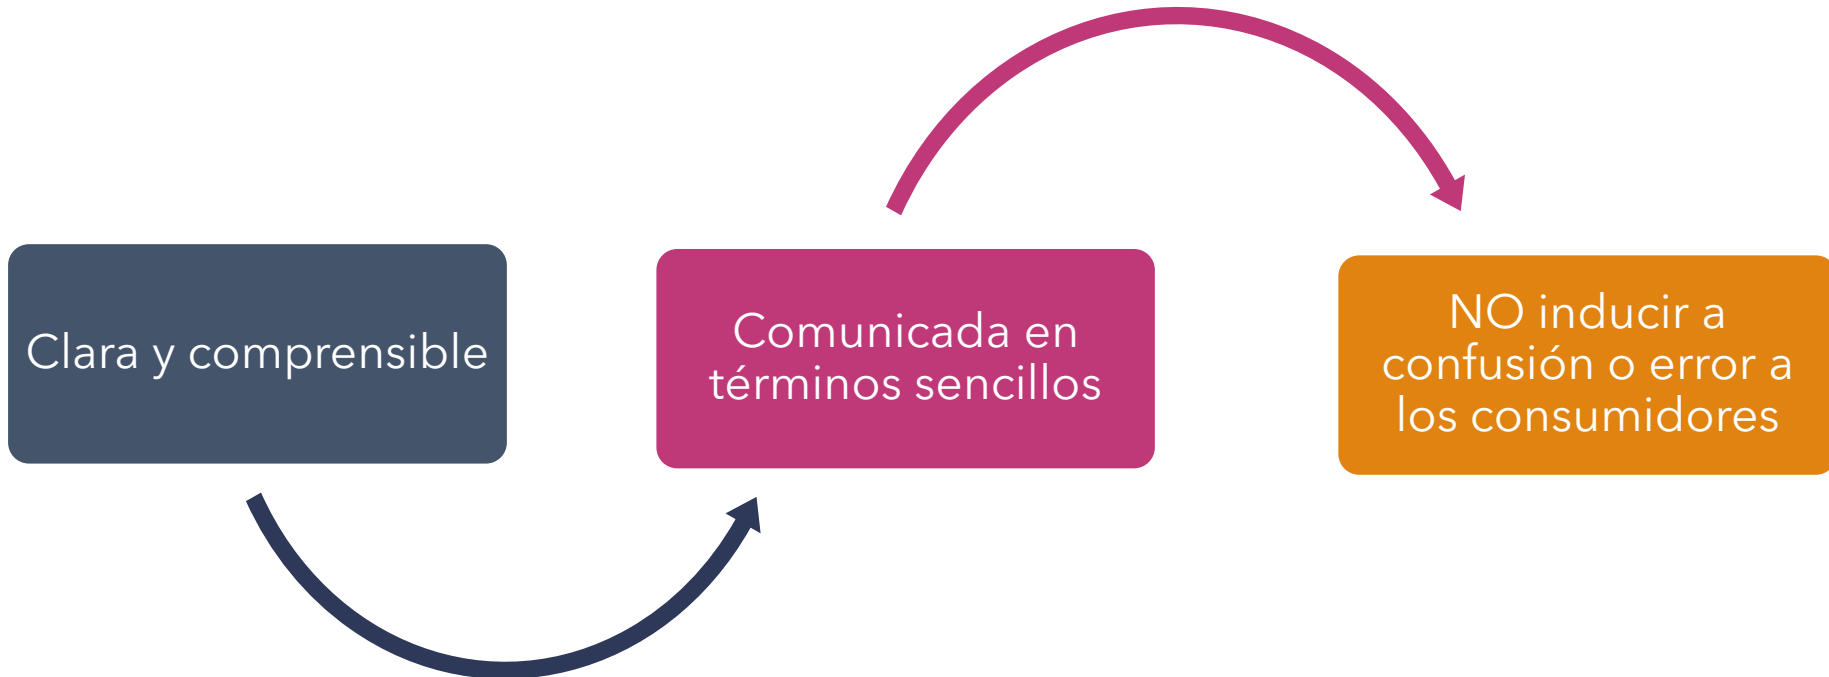 Clara y comprensible
Comunicada en
términos sencillos
NO inducir a
confusión o error a
los consumidores